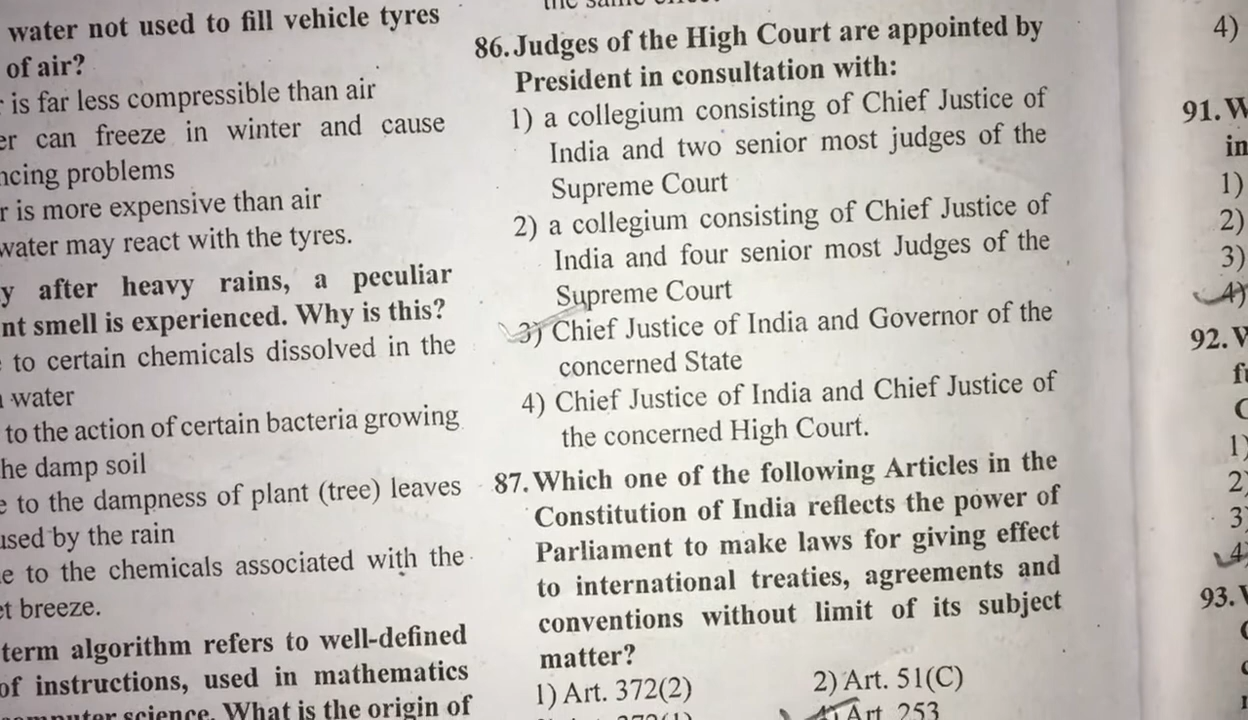 water not used to fill vehicle tyres
of air?
is far less compressible than air
can freeze in winter and cause
problems
is more expensive than air
water may react with the tyres.
after heavy rains, a peculiar
smell is experienced. Why is this?
to certain chemicals dissolved in the
water
to the action of certain bacteria growing
damp soil
to the dampness of plant (tree) leaves
by the rain
to the chemicals associated with the
breeze.
term algorithm refers to well-defined
of instructions, used in mathematics
science. What is the origin of
86. Judges of the High Court are appointed by
President in consultation with:
1) a collegium consisting of Chief Justice of
India and two senior most judges of the
Supreme Court
2) a collegium consisting of Chief Justice of
India and four senior most Judges of the
Supreme Court
3) Chief Justice of India and Governor of the
concerned State
4) Chief Justice of India and Chief Justice of
the concerned High Court.
87. Which one of the following Articles in the
Constitution of India reflects the power of
Parliament to make laws for giving effect
to international treaties, agreements and
conventions without limit of its subject
matter?
1) Art. 372(2)
2) Art. 51(C)
4) Art 253
4)
91.
in
1)
2)
3)
4)
92.
1)
2)
3)
4)
93.